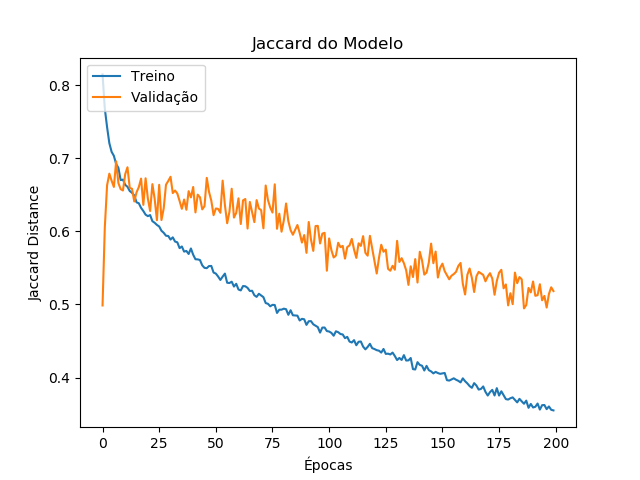 Jaccard do Modelo
Treino
Validação
Jaccard Distance
0.8
0.7
0.6
0.5
0.4
0 25 50 75 100 125 150 175 200
Épocas